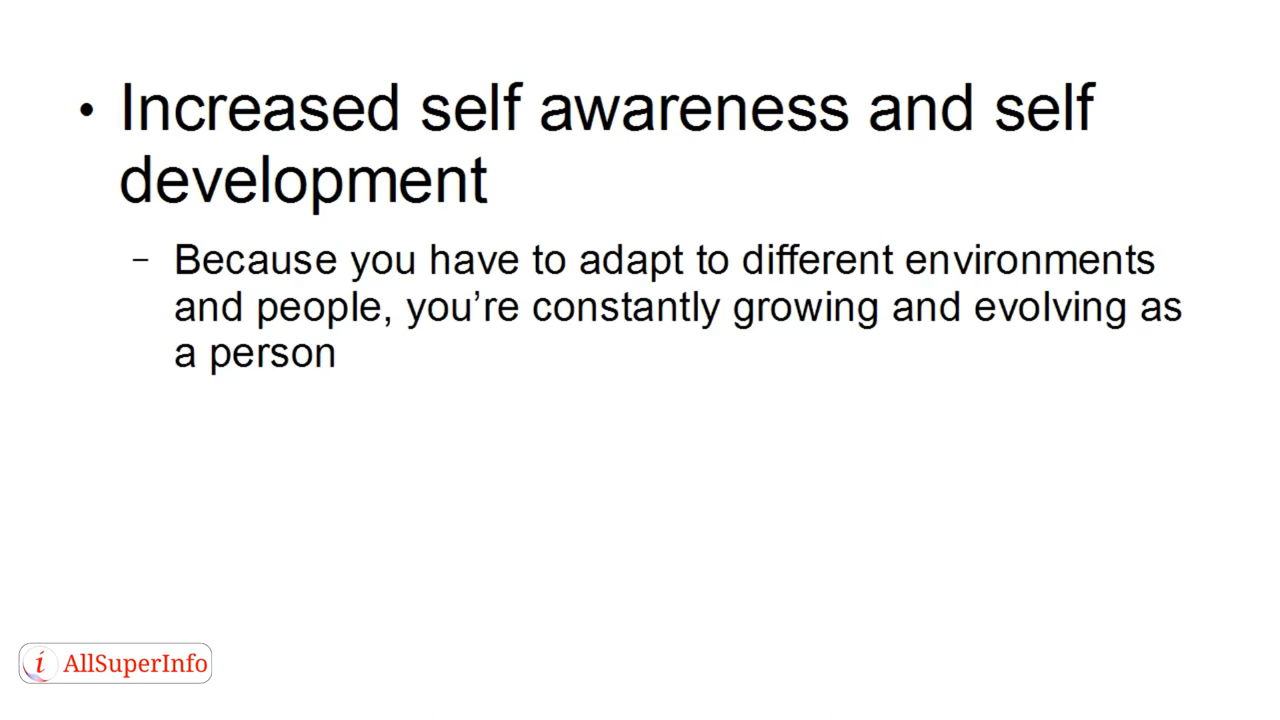 • Increased self awareness and self
development
– Because you have to adapt to different environments
and people, you’re constantly growing and evolving as
a person
i AllSuperInfo